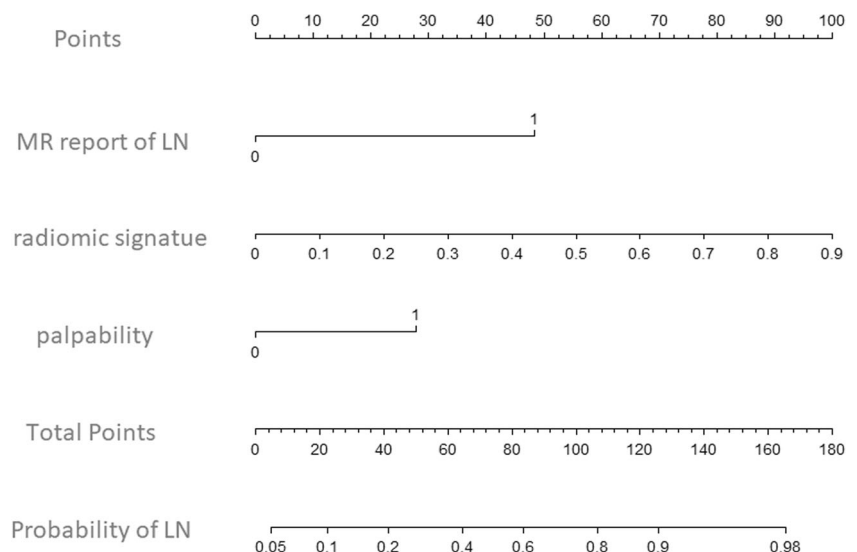 0 10 20 30 40 50 60 70 80 90 100
Points
1
MR report of LN
0
radiomic signatue
0 0.1 0.2 0.3 0.4 0.5 0.6 0.7 0.8 0.9
1
palpability
0
Total Points
0 20 40 60 80 100 120 140 160 180
Probability of LN
0.05 0.1 0.2 0.4 0.6 0.8 0.9 0.98